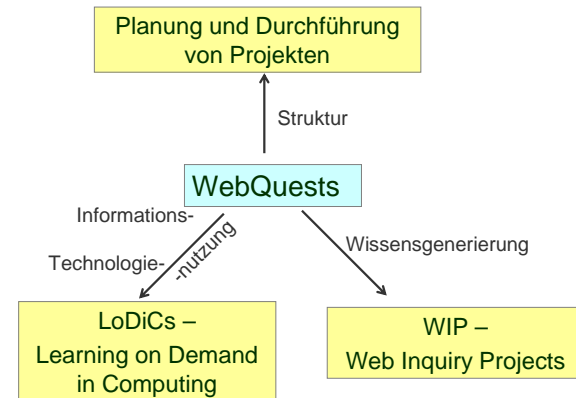 Planung und Durchführung
von Projekten
Struktur
WebQuests
Informations-
Technologie-
-nutzung
Wissensgenerierung
LoDiCs –
Learning on Demand
in Computing
WIP –
Web Inquiry Projects